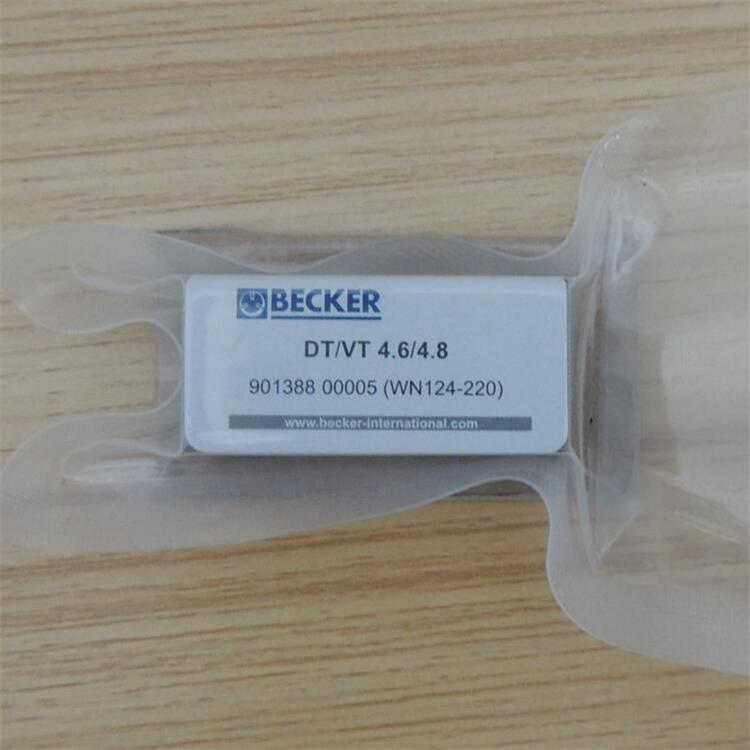 BECKER
DT/VT 4.6/4.8
901388 00005 (WN124-220)
www.becker-international.com